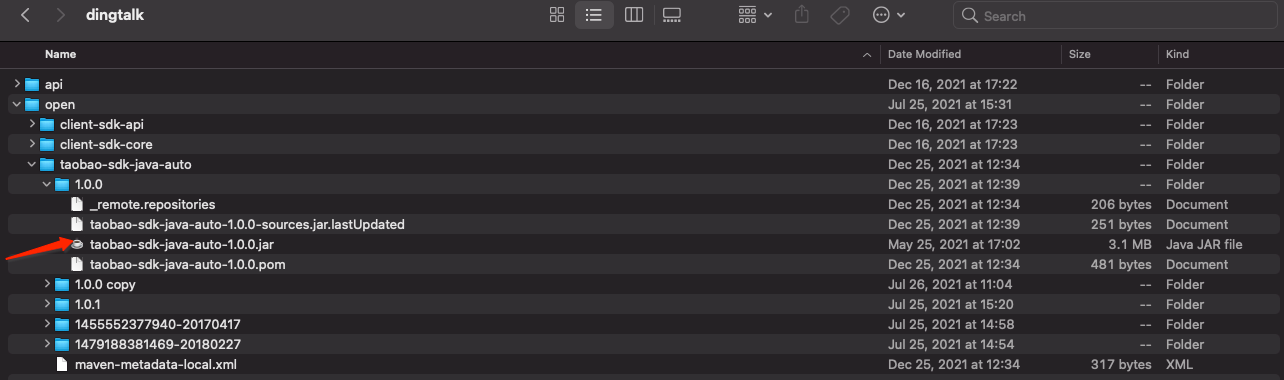 dingtalk Search
Name Date Modified Size Kind
api Dec 16, 2021 at 17:22 -- Folder
open Jul 25, 2021 at 15:31 -- Folder
client-sdk-api Dec 16, 2021 at 17:23 -- Folder
client-sdk-core Dec 16, 2021 at 17:23 -- Folder
taobao-sdk-java-auto Dec 25, 2021 at 12:34 -- Folder
1.0.0 Dec 25, 2021 at 12:39 -- Folder
_remote.repositories Dec 25, 2021 at 12:34 206 bytes Document
taobao-sdk-java-auto-1.0.0-sources.jar.lastUpdated Dec 25, 2021 at 12:39 251 bytes Document
taobao-sdk-java-auto-1.0.0.jar May 25, 2021 at 17:02 3.1 MB Java JAR file
taobao-sdk-java-auto-1.0.0.pom Dec 25, 2021 at 12:34 481 bytes Document
1.0.0 copy Jul 26, 2021 at 11:04 -- Folder
1.0.1 Jul 25, 2021 at 15:20 -- Folder
1455552377940-20170417 Jul 25, 2021 at 14:58 -- Folder
1479188381469-20180227 Jul 25, 2021 at 14:54 -- Folder
maven-metadata-local.xml Dec 25, 2021 at 12:34 317 bytes XML